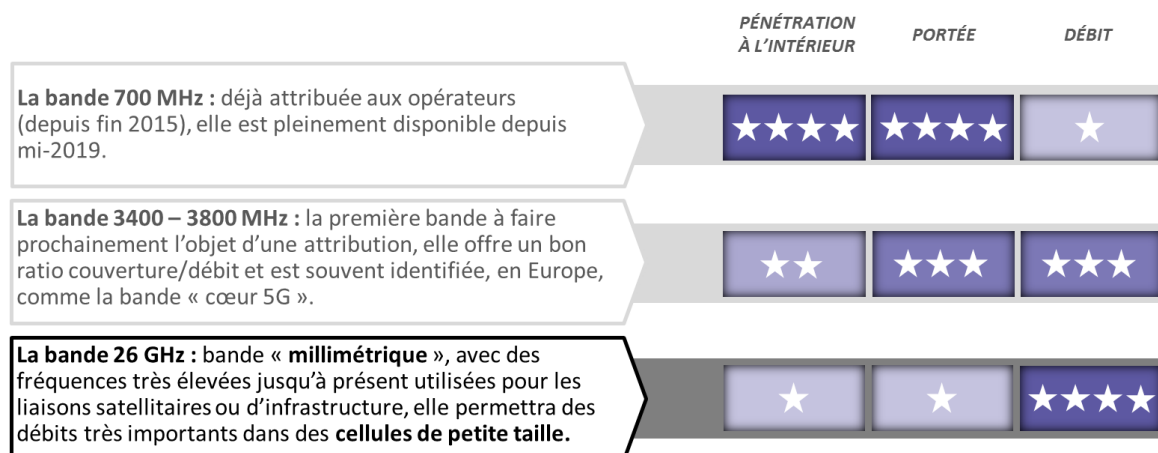 PÉNÉTRATION
À L'INTÉRIEUR
PORTÉE
DÉBIT
La bande 700 MHz : déjà attribuée aux opérateurs
(depuis fin 2015), elle est pleinement disponible depuis
mi-2019.
La bande 3400 – 3800 MHz : la première bande à faire
prochainement l'objet d'une attribution, elle offre un bon
ratio couverture/débit et est souvent identifiée, en Europe,
comme la bande « cœur 5G ».
La bande 26 GHz : bande « millimétrique », avec des
fréquences très élevées jusqu'à présent utilisées pour les
liaisons satellitaires ou d'infrastructure, elle permettra des
débits très importants dans des cellules de petite taille.